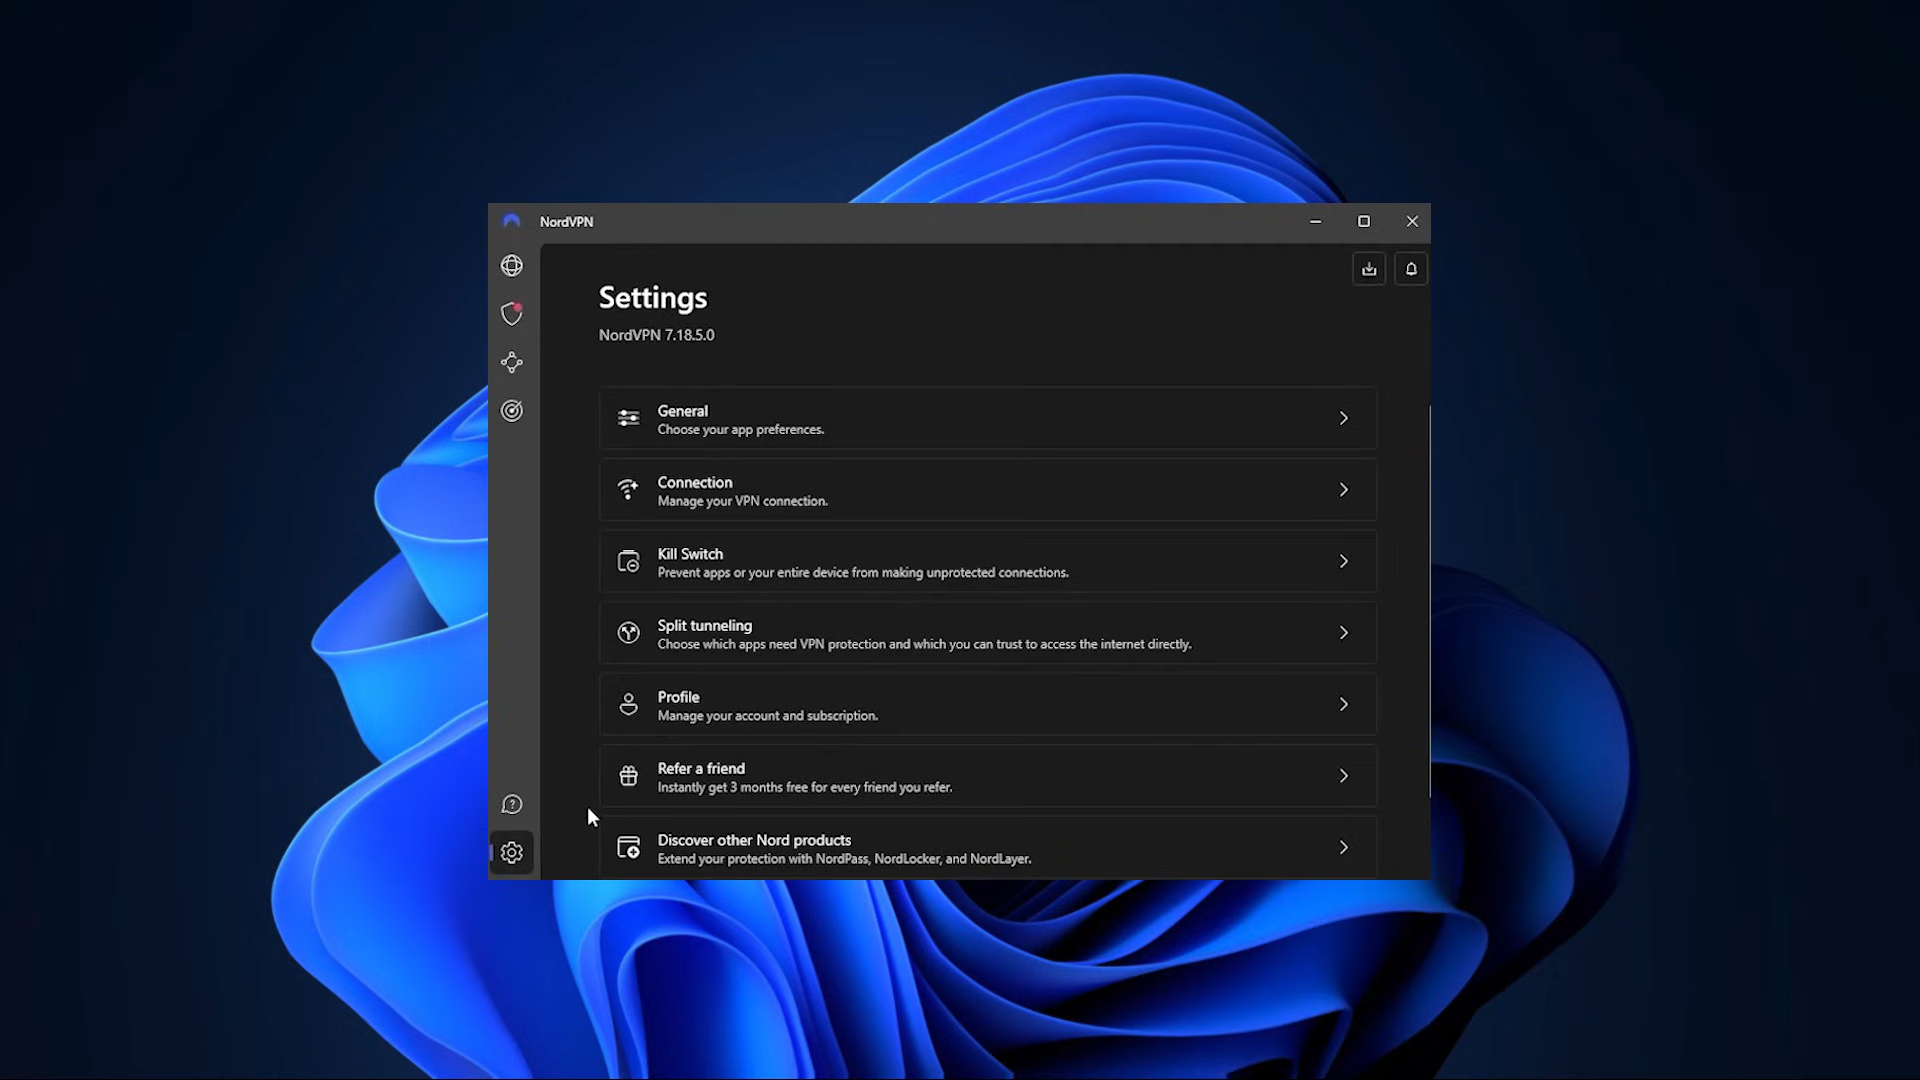 NordVPN
Settings
NordVPN 7.18.5.0
General
Choose your app preferences.
Connection
Manage your VPN connection.
Kill Switch
Prevent apps or your entire device from making unprotected connections.
Split tunneling
Choose which apps need VPN protection and which you can trust to access the internet directly.
Profile
Manage your account and subscription.
Refer a friend
Instantly get 3 months free for every friend you refer.
Discover other Nord products
Extend your protection with NordPass, NordLocker, and NordLayer.